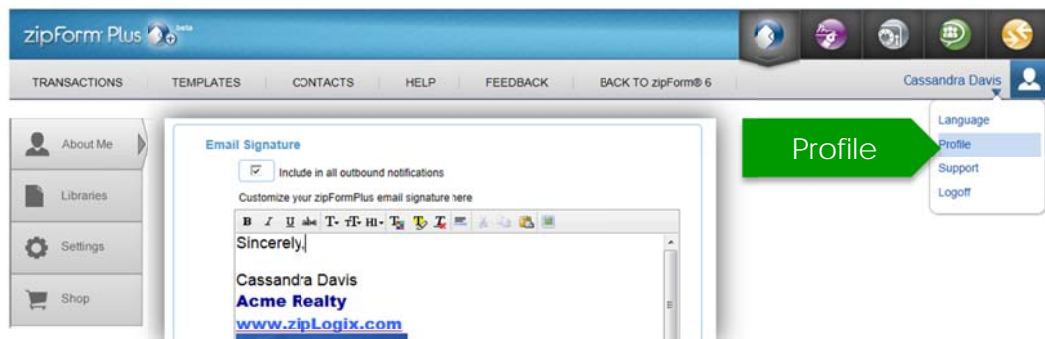 zipForm Plus beta
TRANSACTIONS TEMPLATES CONTACTS HELP FEEDBACK BACK TO zipForm® 6 Cassandra Davis
Language
Profile
Support
Logoff
Profile
About Me
Libraries
Settings
Shop
Email Signature
Include in all outbound notifications
Customize your zipFormPlus email signature here
B I U abc T T H1 T T T
Sincerely,
Cassandra Davis
Acme Realty
www.zipLogix.com